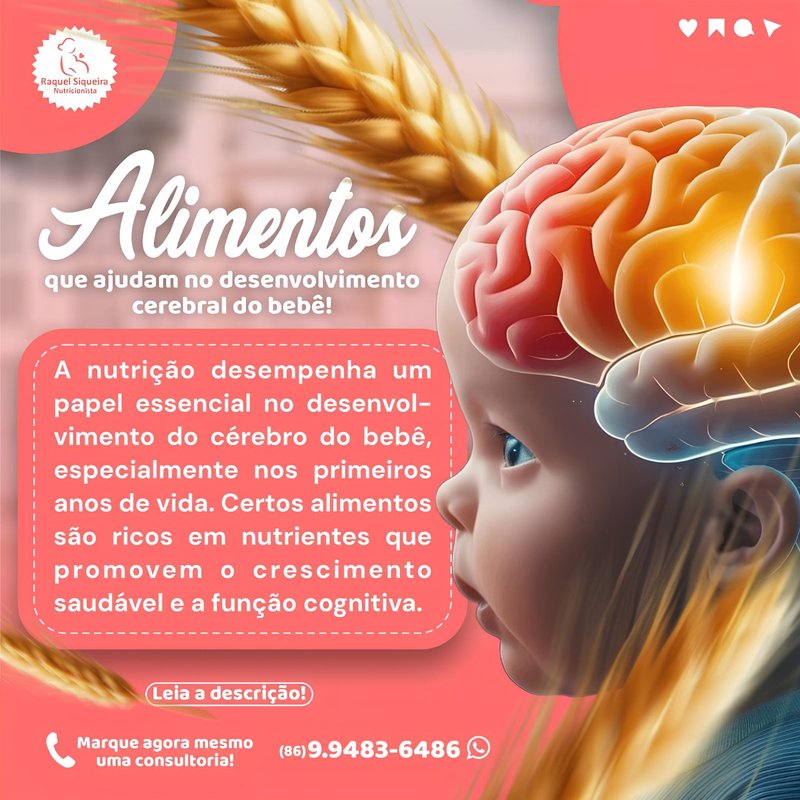 Raquel Siqueira
Nutricionista
Alimentos
que ajudam no desenvolvimento
cerebral do bebê!
A nutrição desempenha um
papel essencial no desenvol-
vimento do cérebro do bebê,
especialmente nos primeiros
anos de vida. Certos alimentos
são ricos em nutrientes que
promovem o crescimento
saudável e a função cognitiva.
Leia a descrição!
Marque agora mesmo
uma consultoria!
(86)9.9483-6486